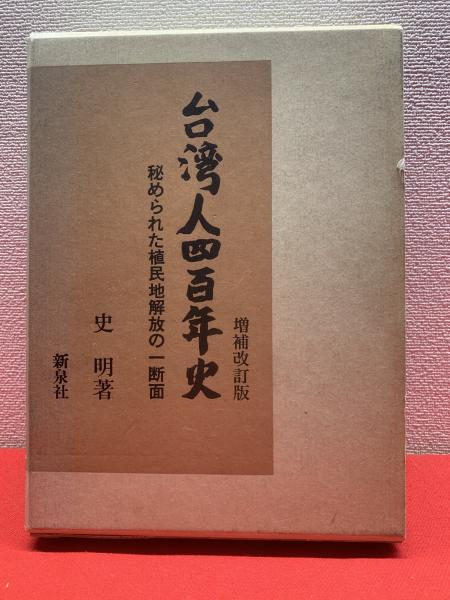 増補改訂版
台湾人四百年史
秘められた植民地解放の一断面
史明著
新泉社